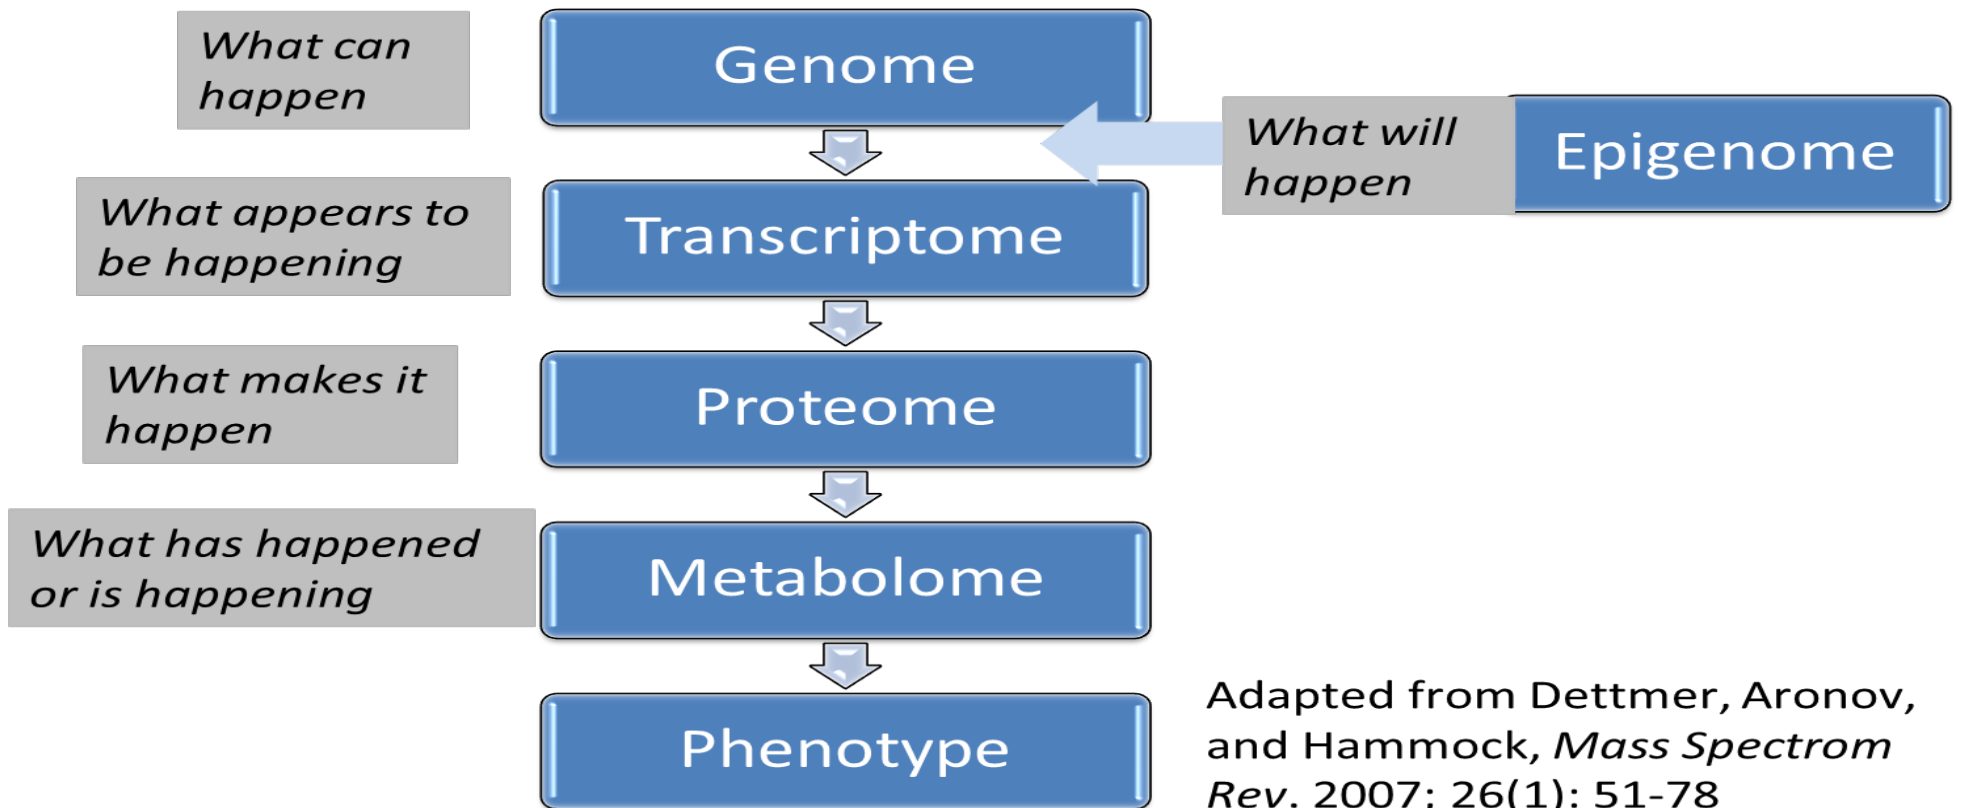 What can
happen
Genome
What will
happen
Epigenome
What appears to
be happening
Transcriptome
What makes it
happen
Proteome
What has happened
or is happening
Metabolome
Phenotype
Adapted from Dettmer, Aronov,
and Hammock, Mass Spectrom
Rev. 2007; 26(1): 51-78